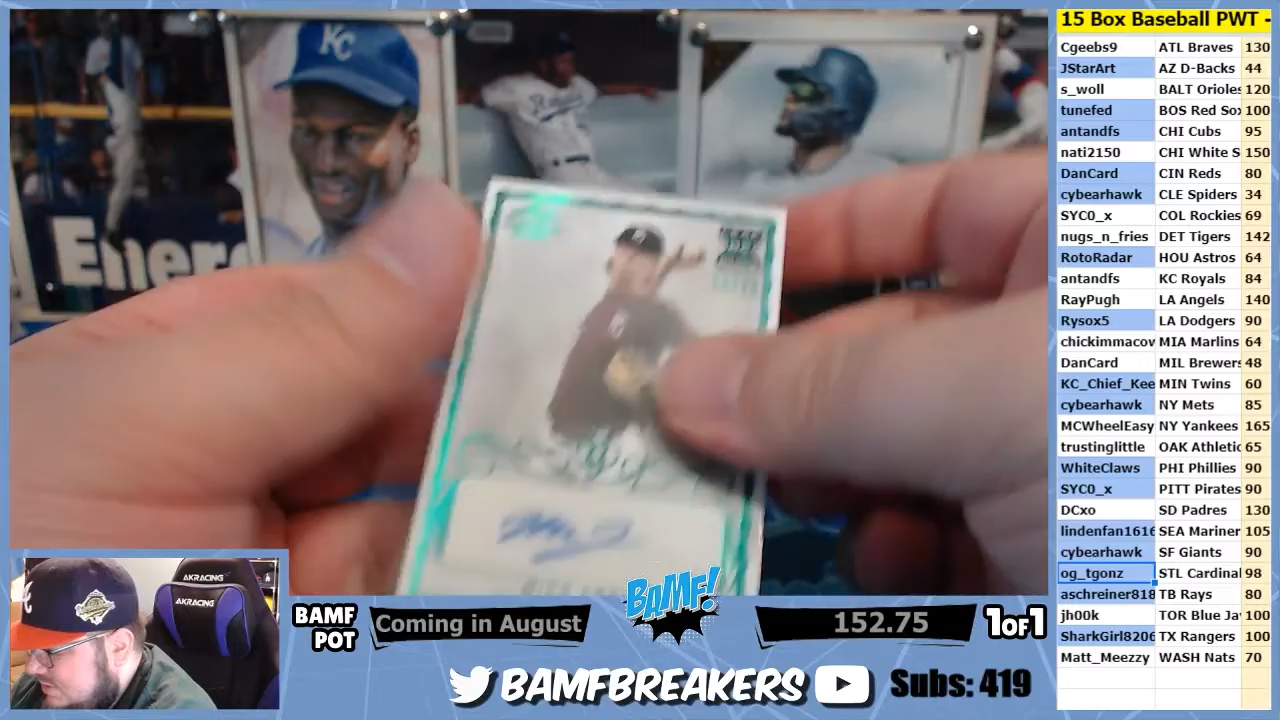 15 Box Baseball PWT -
Cgeebs9 ATL Braves 130
JStarArt AZ D-Backs 44
s_woll BALT Orioles 120
tunefed BOS Red Sox 100
antandfs CHI Cubs 95
nati2150 CHI White S 150
DanCard CIN Reds 80
cybearhawk CLE Spiders 34
SYC0_x COL Rockies 69
nugs_n_fries DET Tigers 142
RotoRadar HOU Astros 64
antandfs KC Royals 84
RayPugh LA Angels 140
Rysox5 LA Dodgers 90
chickimmacov MIA Marlins 64
DanCard MIL Brewers 48
KC_Chief_Kee MIN Twins 60
cybearhawk NY Mets 85
MCWheelEasy NY Yankees 165
trustinglittle OAK Athletic 65
WhiteClaws PHI Phillies 90
SYC0_x PITT Pirates 90
DCxo SD Padres 130
lindenfan1616 SEA Mariner 105
cybearhawk SF Giants 90
og_tgonz STL Cardinal 98
aschreiner818 TB Rays 80
jh00k TOR Blue Ja 100
SharkGirl8206 TX Rangers 100
Matt_Meezzy WASH Nats 70
KC
Ener
AKRACING
AKRACING
BAMF
POT
Coming in August
BAMF!
152.75
1OF1
BAMFBREAKERS
Subs: 419